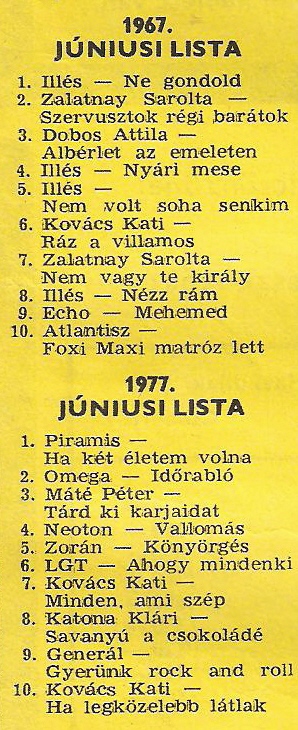 1967.
JÚNIUSI LISTA
1. Illés — Ne gondold
2. Zalatnay Sarolta —
Szervusztok régi barátok
3. Dobos Attila —
Albérlet az emeleten
4. Illés — Nyári mese
5. Illés —
Nem volt soha senkim
6. Kovács Kati —
Ráz a villamos
7. Zalatnay Sarolta —
Nem vagy te király
8. Illés — Nézz rám
9. Echo — Mehemed
10. Atlantisz —
Foxi Maxi matróz lett
1977.
JÚNIUSI LISTA
1. Piramis —
Ha két életem volna
2. Omega — Időrabló
3. Máté Péter —
Tárd ki karjaidat
4. Neoton — Vallomás
5. Zorán — Könyörgés
6. LGT — Ahogy mindenki
7. Kovács Kati —
Minden, ami szép
8. Katona Klári —
Savanyú a csokoládé
9. Generál —
Gyerünk rock and roll
10. Kovács Kati —
Ha legközelebb látlak